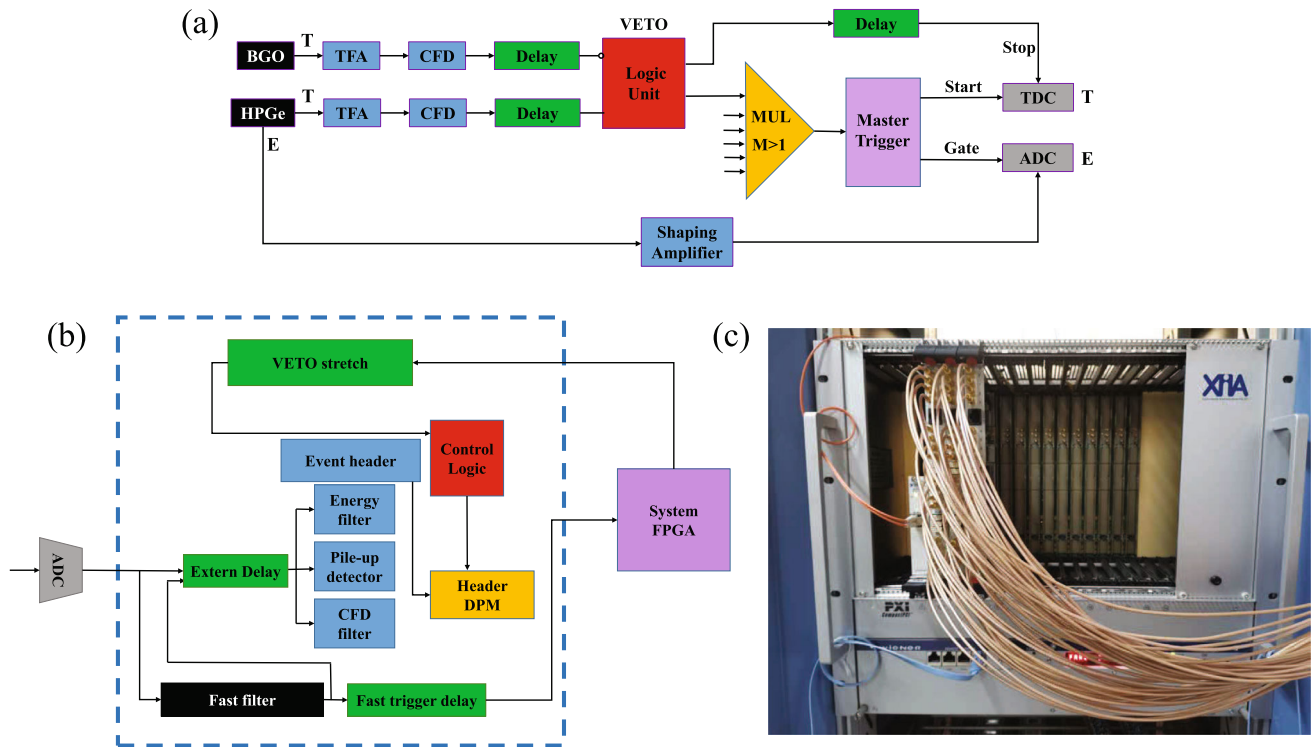 (a)
VETO
BGO
T
TFA
CFD
Delay
Logic
Unit
Delay
Stop
HPGe
T
TFA
CFD
Delay
E
MUL
M>1
Master
Trigger
Start
TDC
T
Gate
ADC
E
Shaping
Amplifier
(b)
VETO stretch
Event header
Control
Logic
Energy
filter
System
FPGA
ADC
Extern Delay
Pile-up
detector
Header
DPM
CFD
filter
Fast filter
Fast trigger delay
(c)
XIA
PXI